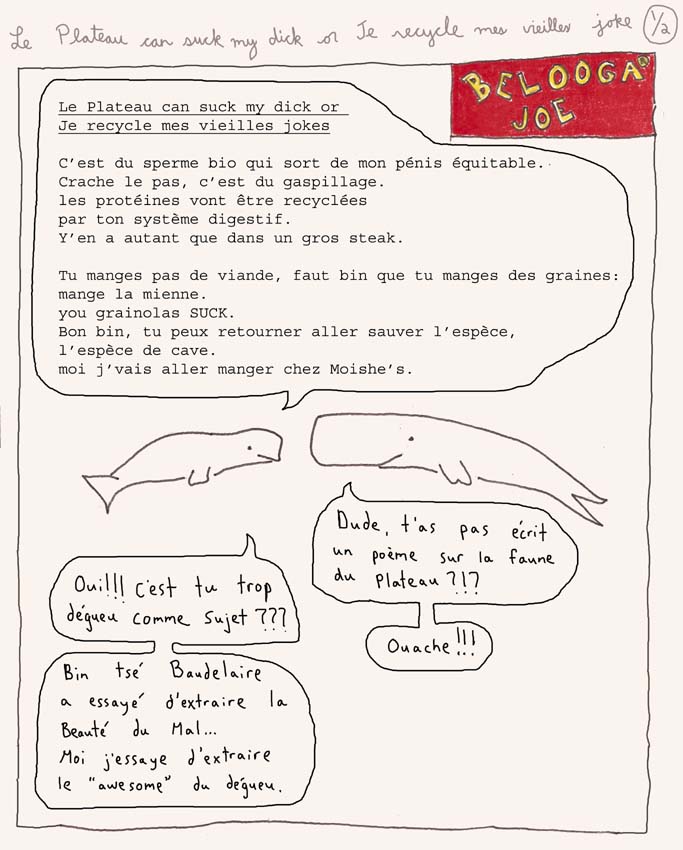 Le Plateau can suck my dick or Je recycle mes vieilles joke 1/2
BELOOGA
JOE
Le Plateau can suck my dick or
Je recycle mes vieilles jokes
C'est du sperme bio qui sort de mon pénis équitable.
Crache le pas, c'est du gaspillage.
les protéines vont être recyclées
par ton système digestif.
Y'en a autant que dans un gros steak.
Tu manges pas de viande, faut bin que tu manges des graines:
mange la mienne.
you grainolas SUCK.
Bon bin, tu peux retourner aller sauver l'espèce,
l'espèce de cave.
moi j'vais aller manger chez Moishe's.
Dude, t'as pas écrit
un poème sur la faune
du Plateau ?!?
Ouache!!!
Oui!!! C'est tu trop
dégueu comme sujet ???
Bin tsé Baudelaire
a essayé d'extraire la
Beauté du Mal...
Moi j'essaye d'extraire
le "awesome" du dégueu.